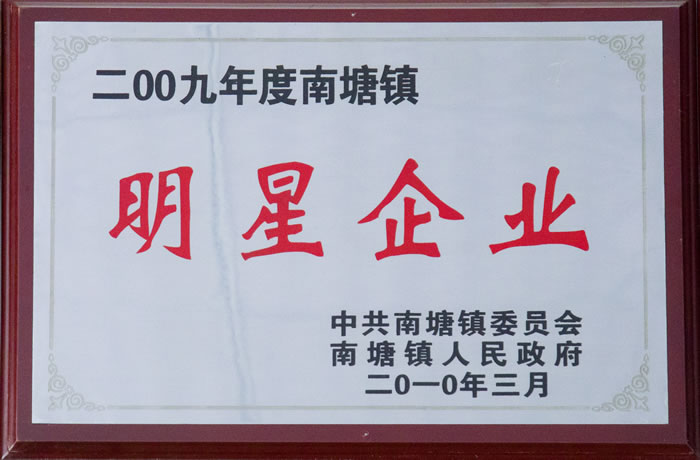 二00九年度南塘镇
明星企业
中共南塘镇委员会
南塘镇人民政府
二0一0年三月